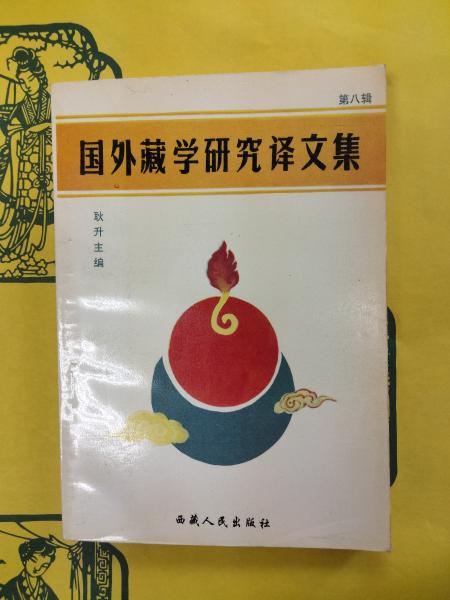 第八辑
国外藏学研究译文集
耿升主编
西藏人民出版社